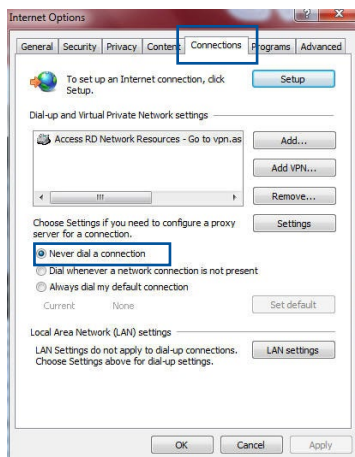 Internet Options
General Security Privacy Content Connections Programs Advanced
To set up an Internet connection, click
Setup.
Setup
Dial-up and Virtual Private Network settings
Access RD Network Resources - Go to vpn.as
Add...
Add VPN...
Remove...
Choose Settings if you need to configure a proxy
server for a connection.
Settings
Never dial a connection
Dial whenever a network connection is not present
Always dial my default connection
Current None
Set default
Local Area Network (LAN) settings
LAN Settings do not apply to dial-up connections.
Choose Settings above for dial-up settings.
LAN settings
OK Cancel Apply